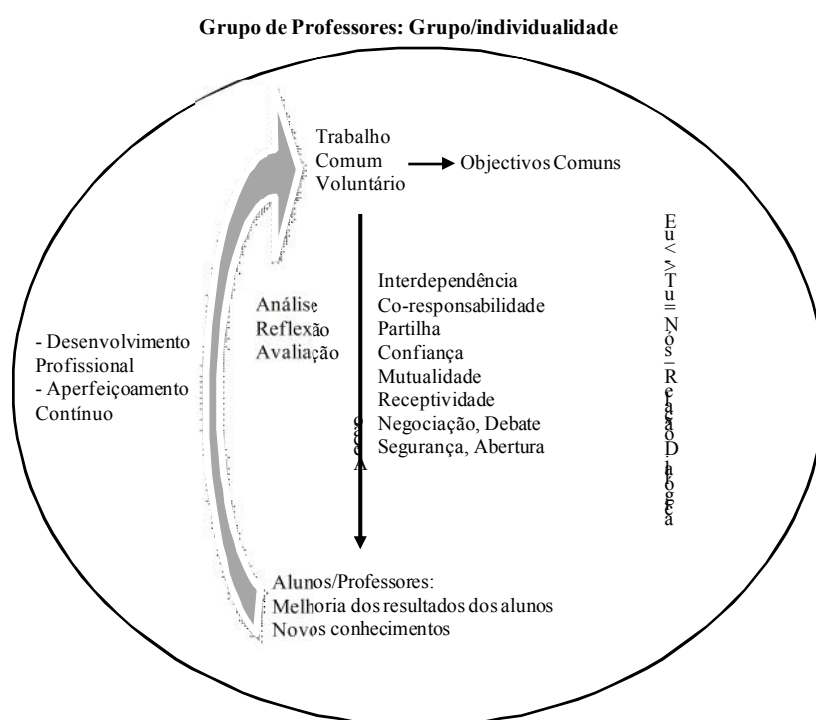 Grupo de Professores: Grupo/individualidade
Trabalho
Comum
Voluntário
Objectivos Comuns
Análise
Reflexão
Avaliação
Interdependência
Co-responsabilidade
Partilha
Confiança
Mutualidade
Receptividade
Negociação, Debate
Segurança, Abertura
Acção
- Desenvolvimento
Profissional
- Aperfeiçoamento
Contínuo
Eu<->Tu=Nós–Relação Dialógica
Alunos/Professores:
Melhoria dos resultados dos alunos
Novos conhecimentos